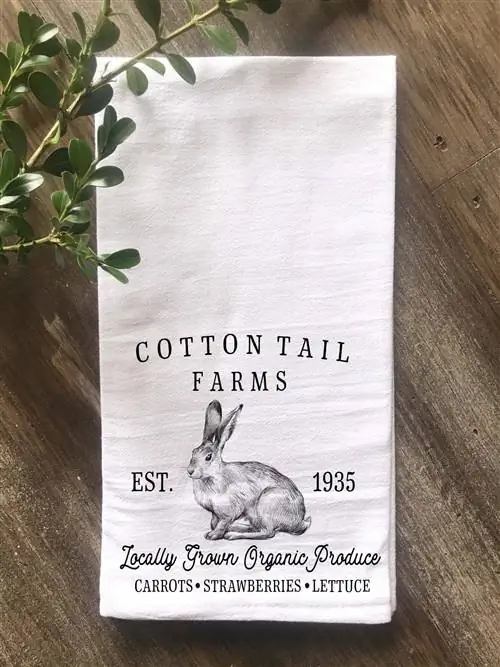 COTTON TAIL
FARMS
EST. 1935
Locally Grown Organic Produce
CARROTS • STRAWBERRIES • LETTUCE